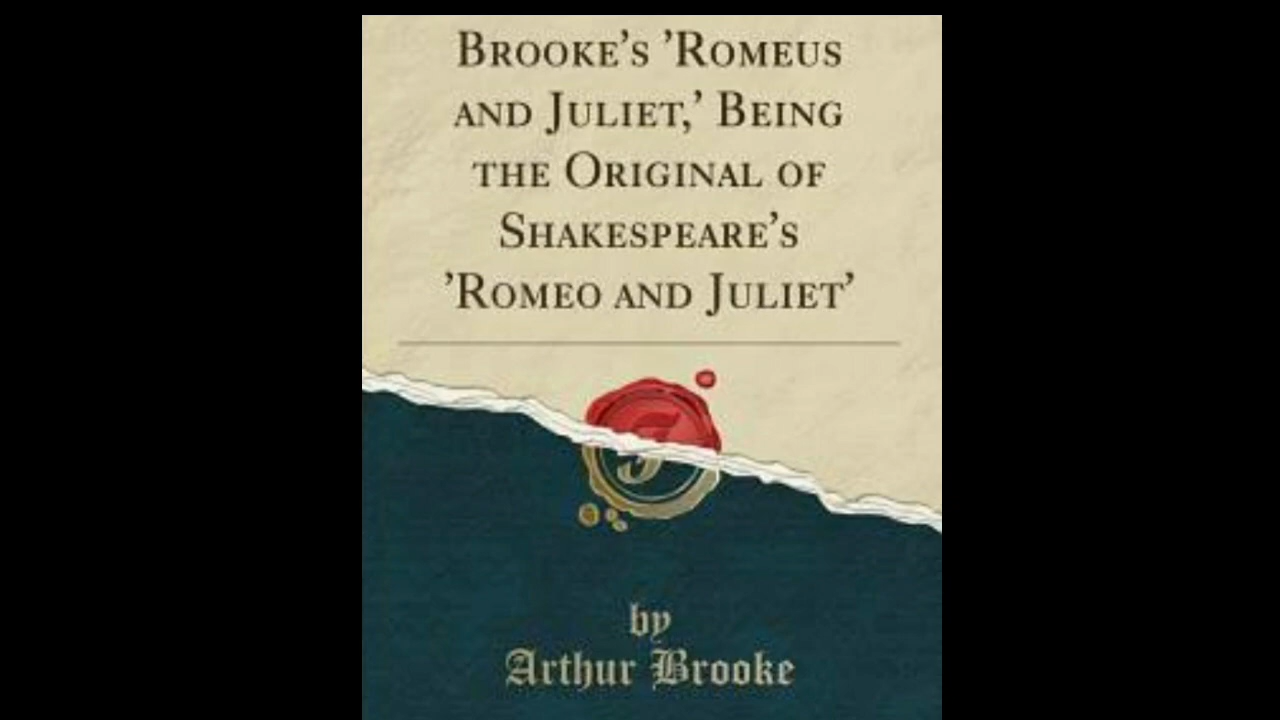 Brooke's 'Romeus
and Juliet,' Being
the Original of
Shakespeare's
'Romeo and Juliet'
F
by
Arthur Brooke